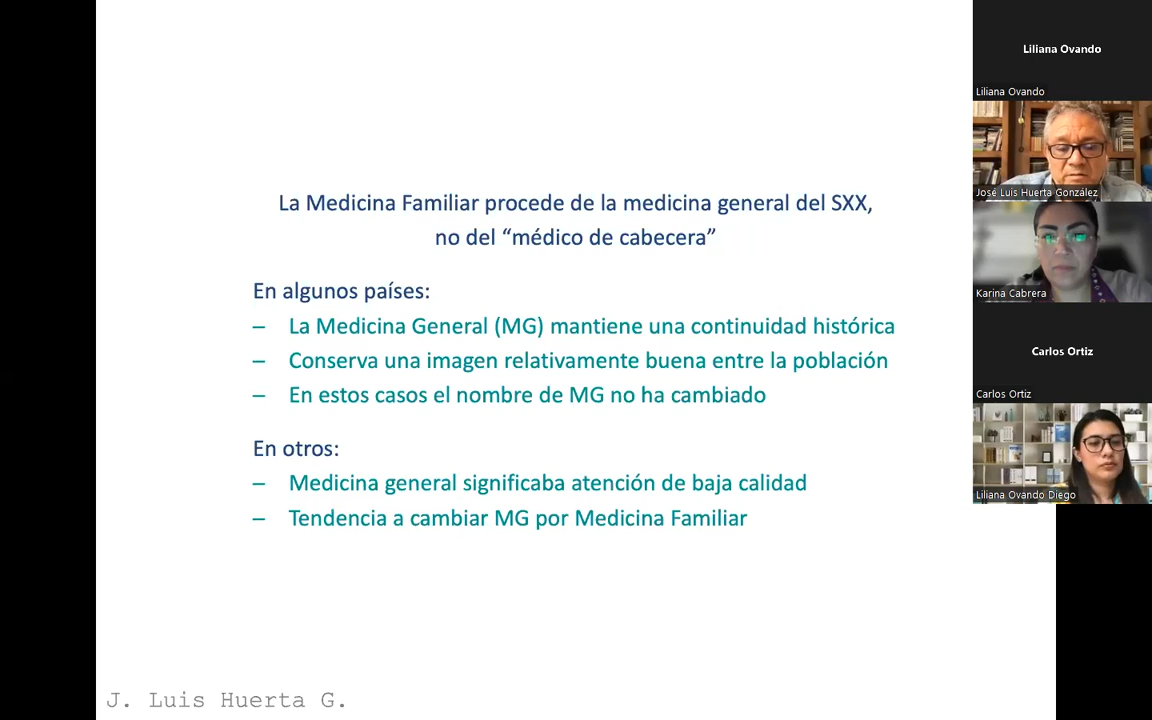 La Medicina Familiar procede de la medicina general del SXX,
no del “médico de cabecera”
En algunos países:
– La Medicina General (MG) mantiene una continuidad histórica
– Conserva una imagen relativamente buena entre la población
– En estos casos el nombre de MG no ha cambiado
En otros:
– Medicina general significaba atención de baja calidad
– Tendencia a cambiar MG por Medicina Familiar
J. Luis Huerta G.
Liliana Ovando
Liliana Ovando
José Luis Huerta González
Karina Cabrera
Carlos Ortiz
Carlos Ortiz
Liliana Ovando Diego